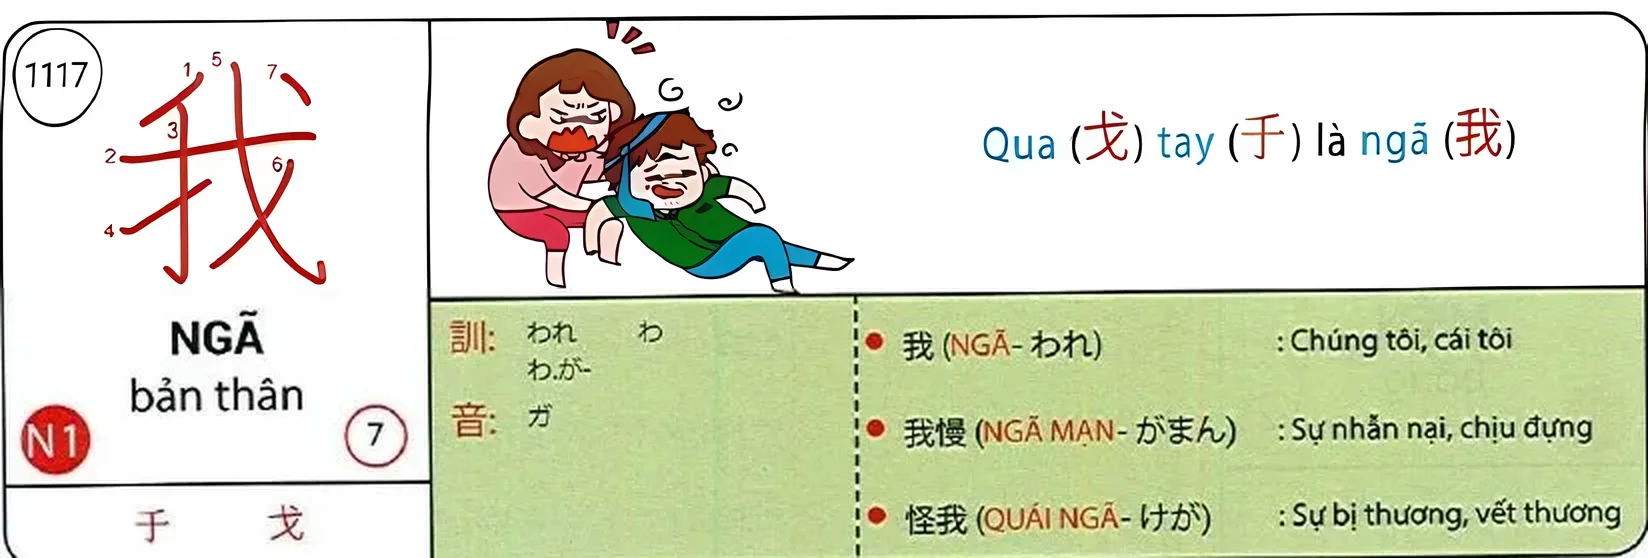 1117
1 2 3 4 5 6 7
我
NGÃ
bản thân
N1
7
于 戈
Qua (戈) tay (于) là ngã (我)
訓: われ わ
わ.が-
音: ガ
我 (NGÃ- われ) : Chúng tôi, cái tôi
我慢 (NGÃ MẠN- がまん) : Sự nhẫn nại, chịu đựng
怪我 (QUÁI NGÃ- けが) : Sự bị thương, vết thương